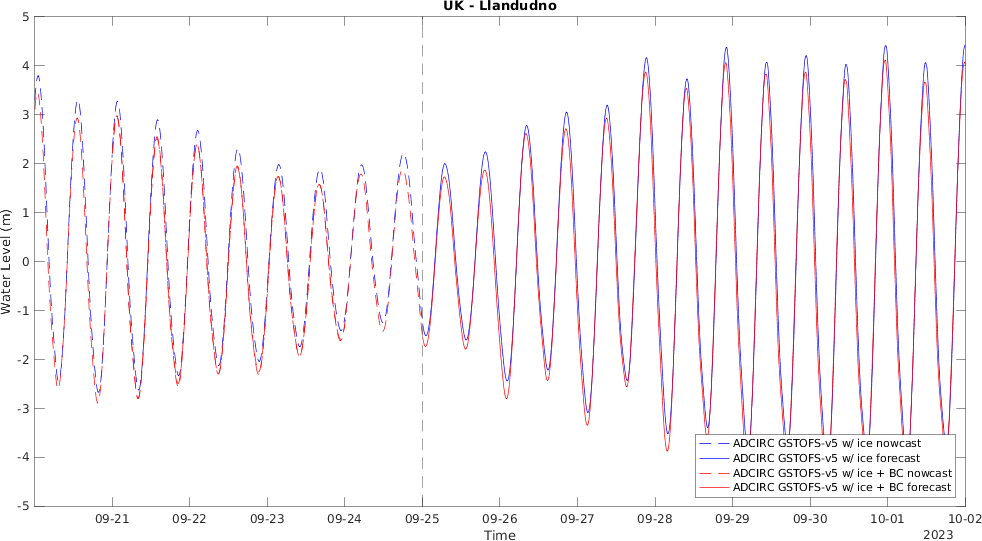 UK - Llandudno
Water Level (m)
5
4
3
2
1
0
-1
-2
-3
-4
-5
ADCIRC GSTOFS-v5 w/ ice nowcast
ADCIRC GSTOFS-v5 w/ ice forecast
ADCIRC GSTOFS-v5 w/ ice + BC nowcast
ADCIRC GSTOFS-v5 w/ ice + BC forecast
09-21 09-22 09-23 09-24 09-25 09-26 09-27 09-28 09-29 09-30 10-01 10-02
Time
2023